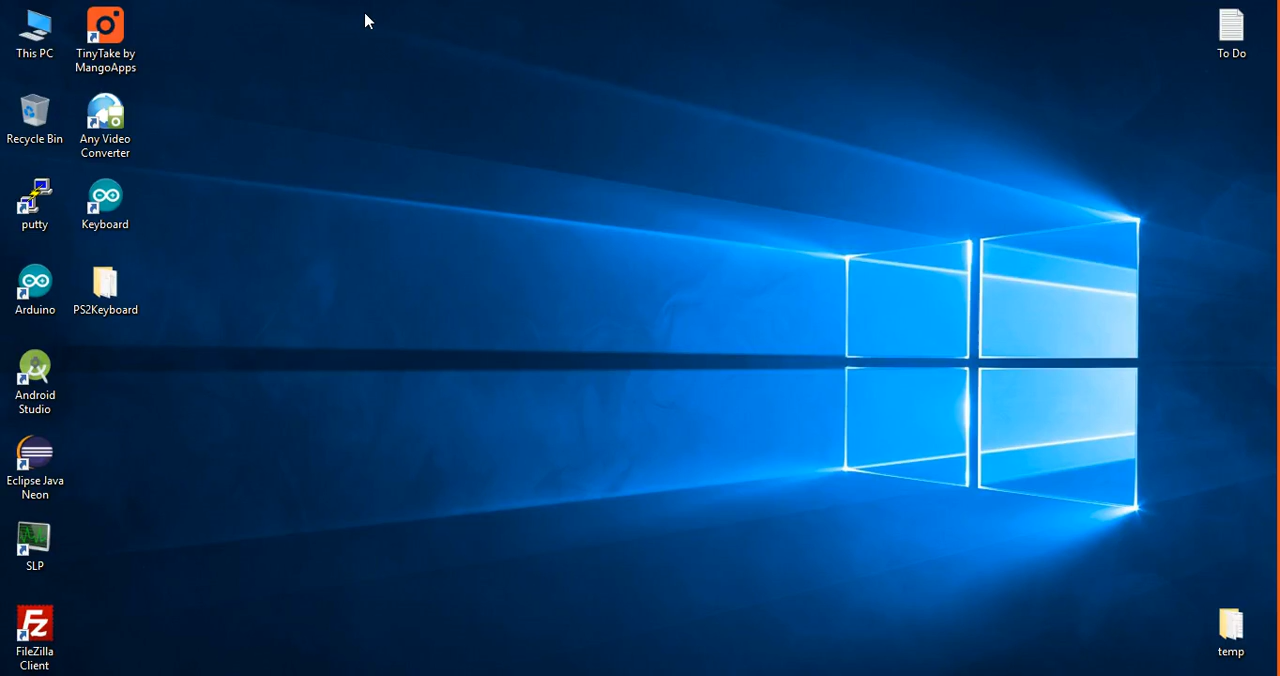 This PC
TinyTake by
MangoApps
To Do
Recycle Bin
Any Video
Converter
putty
Keyboard
Arduino
PS2Keyboard
Android
Studio
Eclipse Java
Neon
SLP
FileZilla
Client
temp